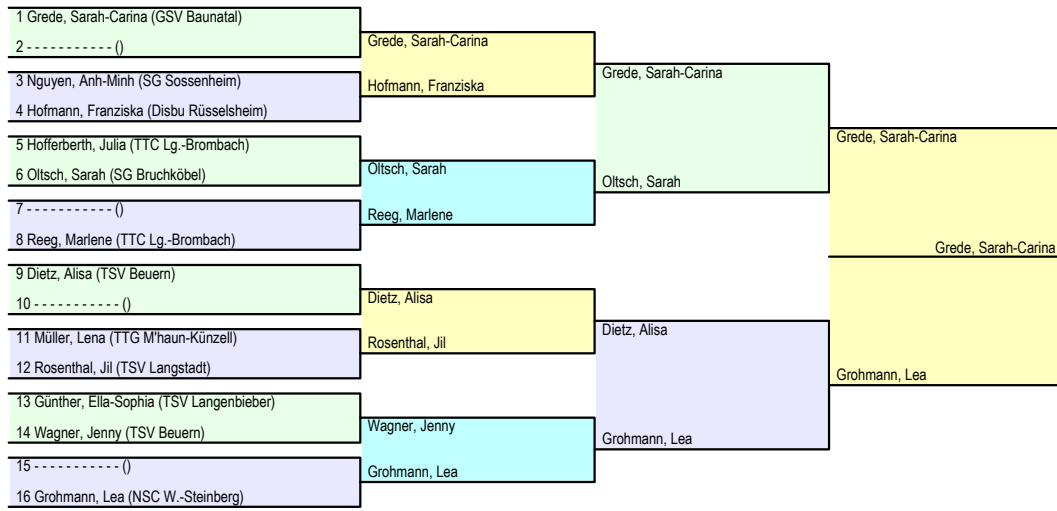 1 Grede, Sarah-Carina (GSV Baunatal)
2 - - - - - - - - - - - ()
3 Nguyen, Anh-Minh (SG Sossenheim)
4 Hofmann, Franziska (Disbu Rüsselsheim)
5 Hofferberth, Julia (TTC Lg.-Brombach)
6 Oltsch, Sarah (SG Bruchköbel)
7 - - - - - - - - - - - ()
8 Reeg, Marlene (TTC Lg.-Brombach)
9 Dietz, Alisa (TSV Beuern)
10 - - - - - - - - - - - ()
11 Müller, Lena (TTG M'haun-Künzell)
12 Rosenthal, Jil (TSV Langstadt)
13 Günther, Ella-Sophia (TSV Langenbieber)
14 Wagner, Jenny (TSV Beuern)
15 - - - - - - - - - - - ()
16 Grohmann, Lea (NSC W.-Steinberg)
Grede, Sarah-Carina
Hofmann, Franziska
Oltsch, Sarah
Reeg, Marlene
Dietz, Alisa
Rosenthal, Jil
Wagner, Jenny
Grohmann, Lea
Grede, Sarah-Carina
Oltsch, Sarah
Dietz, Alisa
Grohmann, Lea
Grede, Sarah-Carina
Grohmann, Lea
Grede, Sarah-Carina